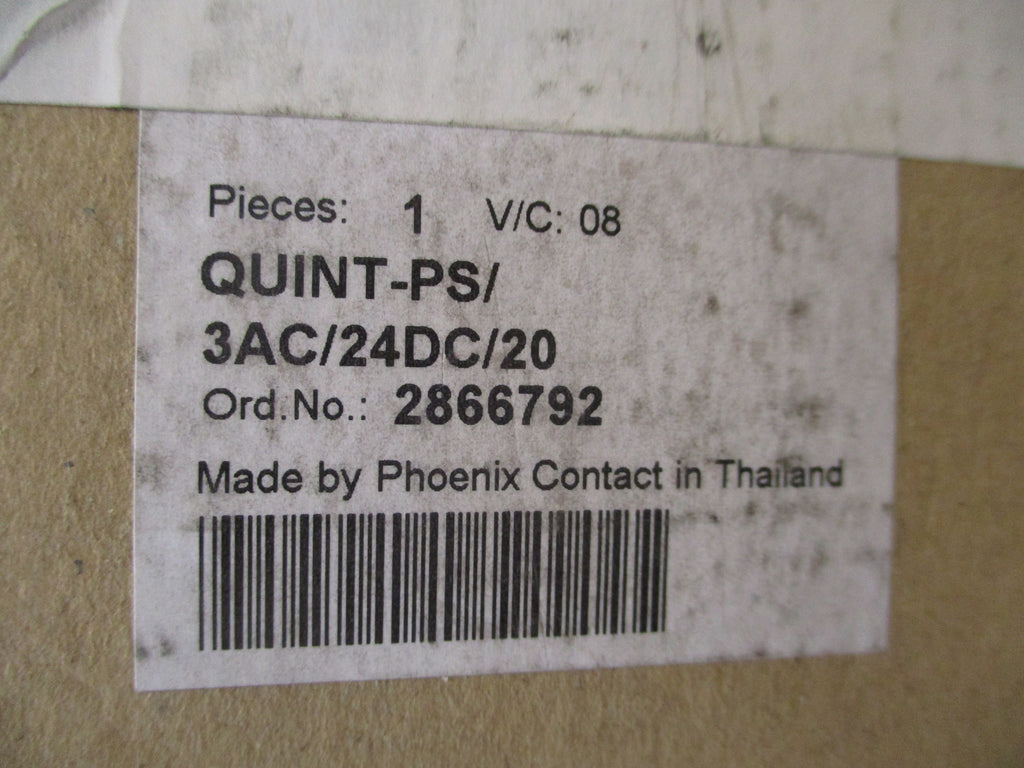 Pieces: 1 V/C: 08
QUINT-PS/
3AC/24DC/20
Ord.No.: 2866792
Made by Phoenix Contact in Thailand